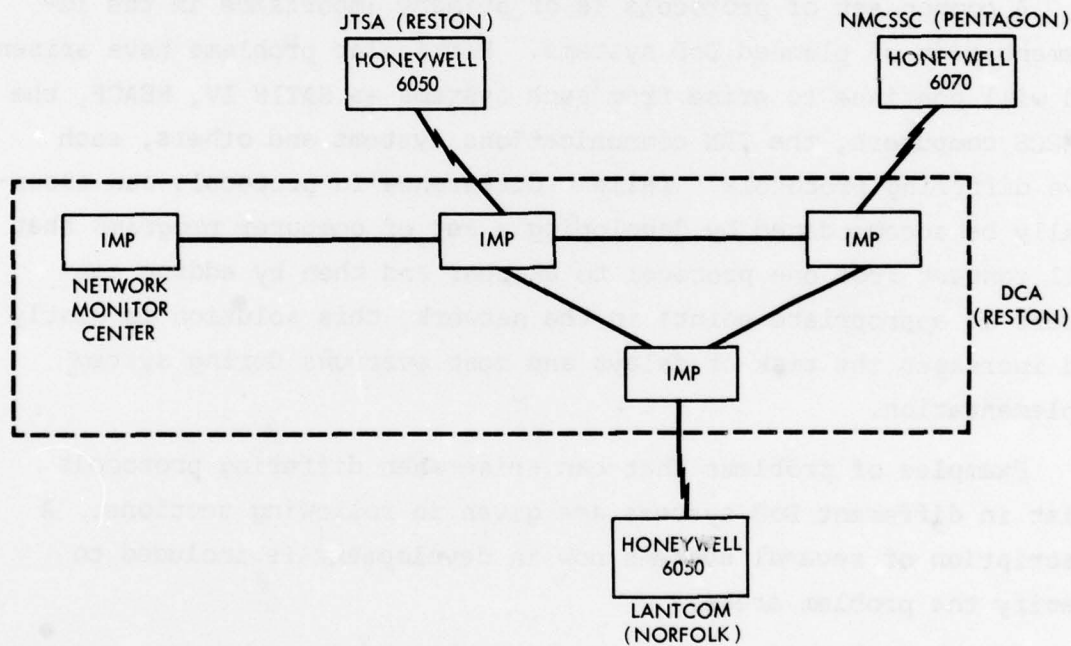 JTSA (RESTON)
NMCSSC (PENTAGON)
HONEYWELL
6050
HONEYWELL
6070
IMP
IMP
IMP
NETWORK
MONITOR
CENTER
DCA
(RESTON)
IMP
HONEYWELL
6050
LANTCOM
(NORFOLK)